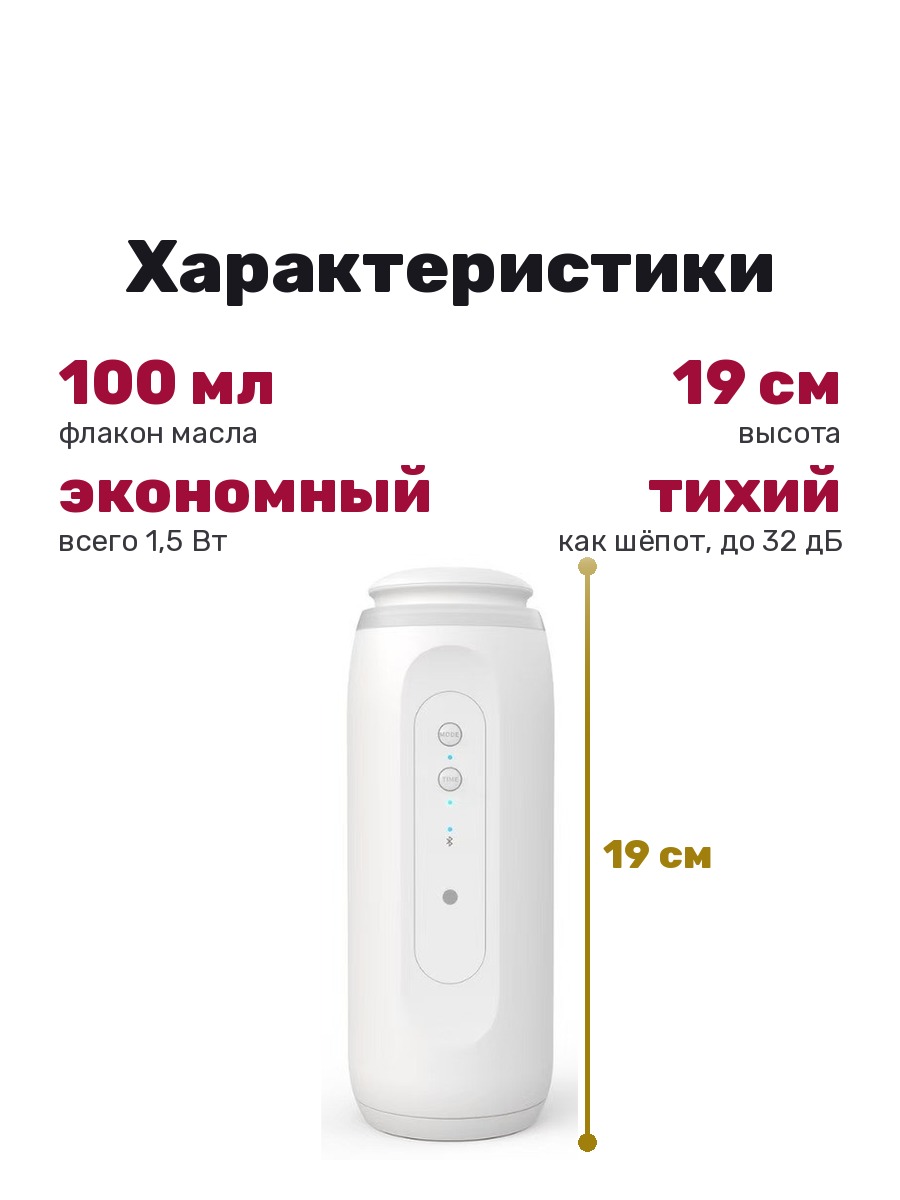 Характеристики
100 мл
флакон масла
19 см
высота
экономный
всего 1,5 Вт
тихий
как шёпот, до 32 дБ
MODE
TIME
19 см